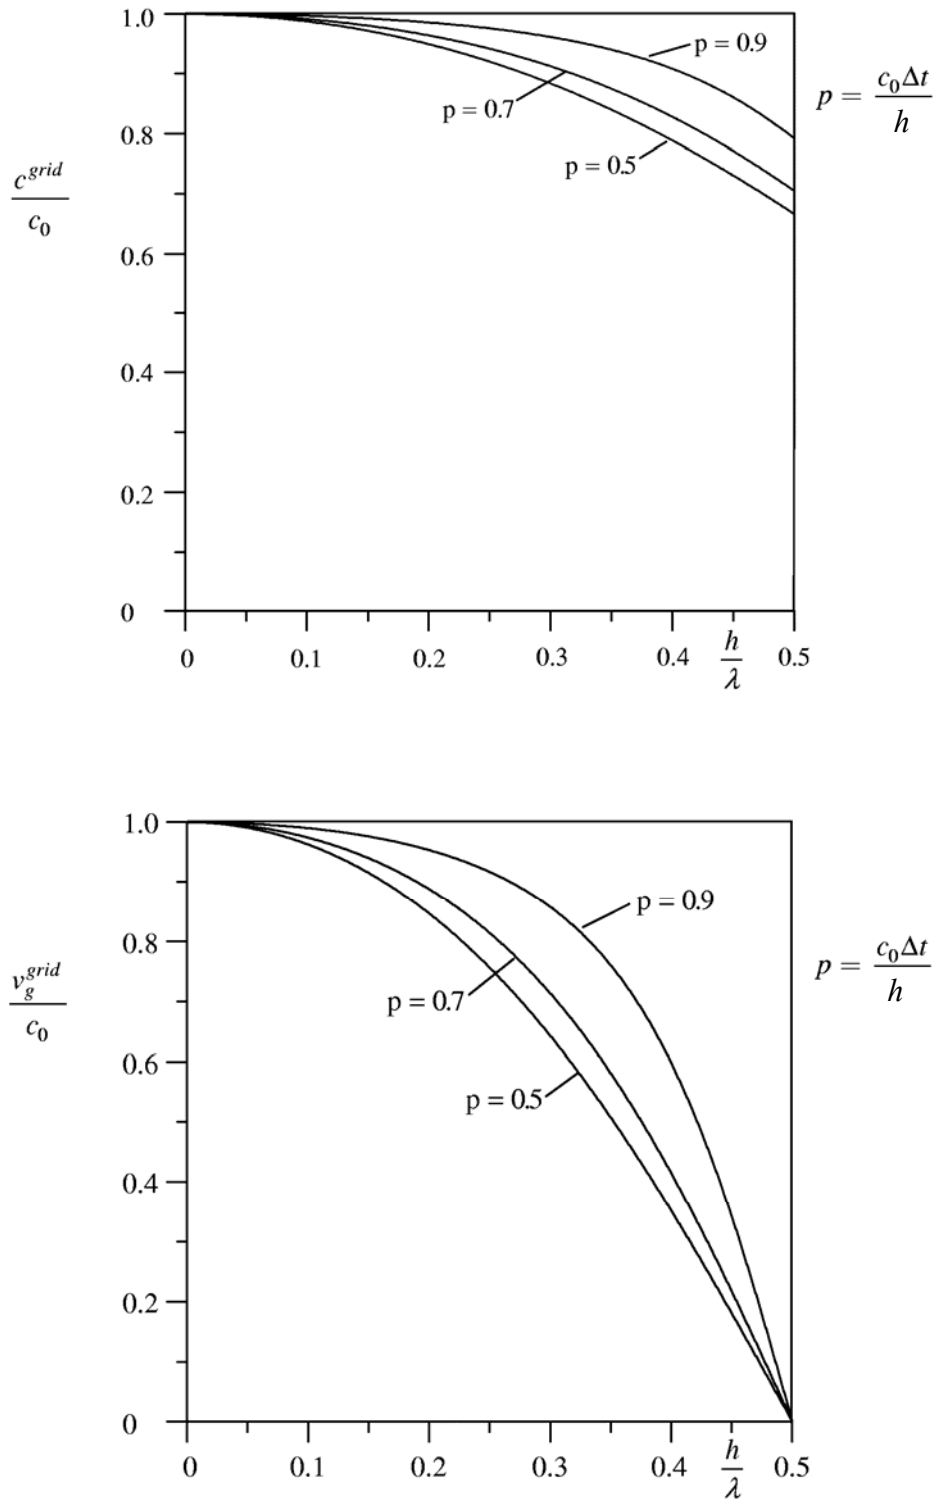 1.0
p = 0.9
p = c₀Δt / h
p = 0.7
0.8
p = 0.5
c^grid / c₀
0.6
0.4
0.2
0
0 0.1 0.2 0.3 0.4 h/λ 0.5
1.0
p = 0.9
0.8
p = c₀Δt / h
v_g^grid / c₀
p = 0.7
0.6
p = 0.5
0.4
0.2
0
0 0.1 0.2 0.3 0.4 h/λ 0.5